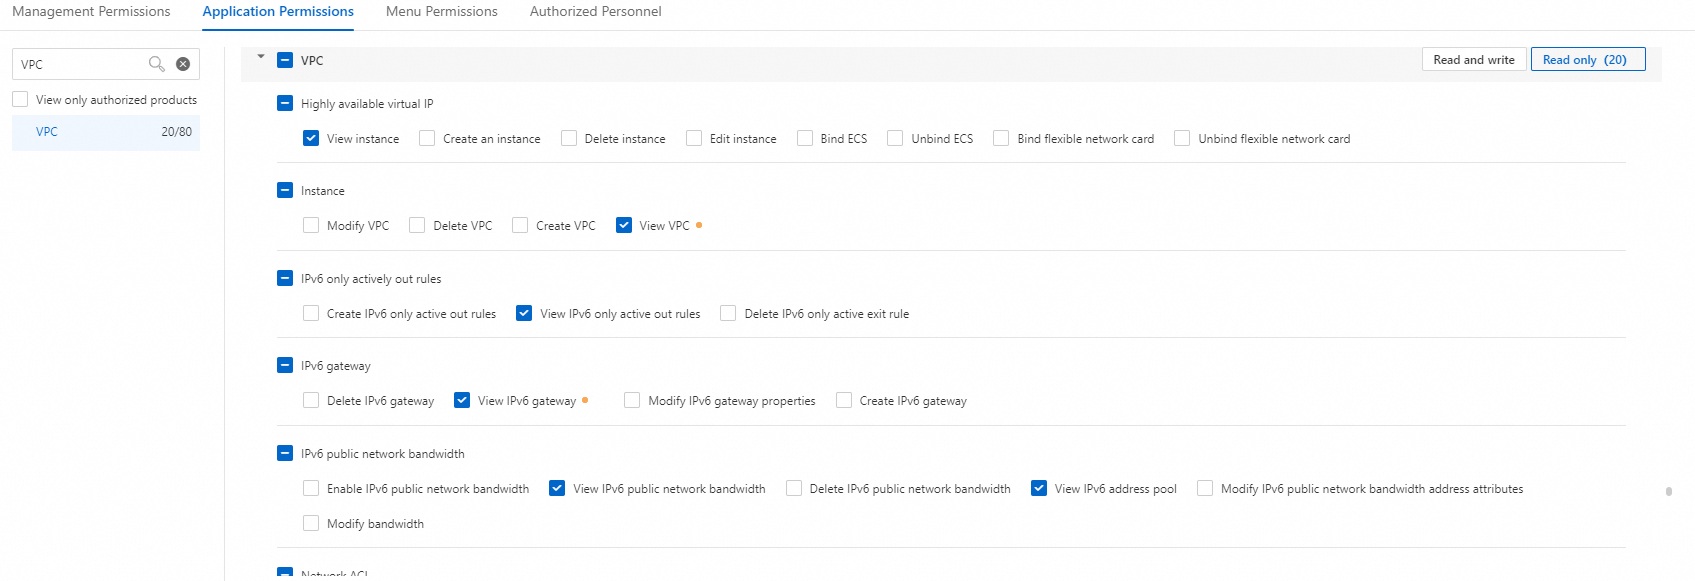 Management Permissions Application Permissions Menu Permissions Authorized Personnel
VPC
View only authorized products
VPC 20/80
VPC Read and write Read only (20)
Highly available virtual IP
View instance Create an instance Delete instance Edit instance Bind ECS Unbind ECS Bind flexible network card Unbind flexible network card
Instance
Modify VPC Delete VPC Create VPC View VPC
IPv6 only actively out rules
Create IPv6 only active out rules View IPv6 only active out rules Delete IPv6 only active exit rule
IPv6 gateway
Delete IPv6 gateway View IPv6 gateway Modify IPv6 gateway properties Create IPv6 gateway
IPv6 public network bandwidth
Enable IPv6 public network bandwidth View IPv6 public network bandwidth Delete IPv6 public network bandwidth View IPv6 address pool Modify IPv6 public network bandwidth address attributes
Modify bandwidth
Network ACL